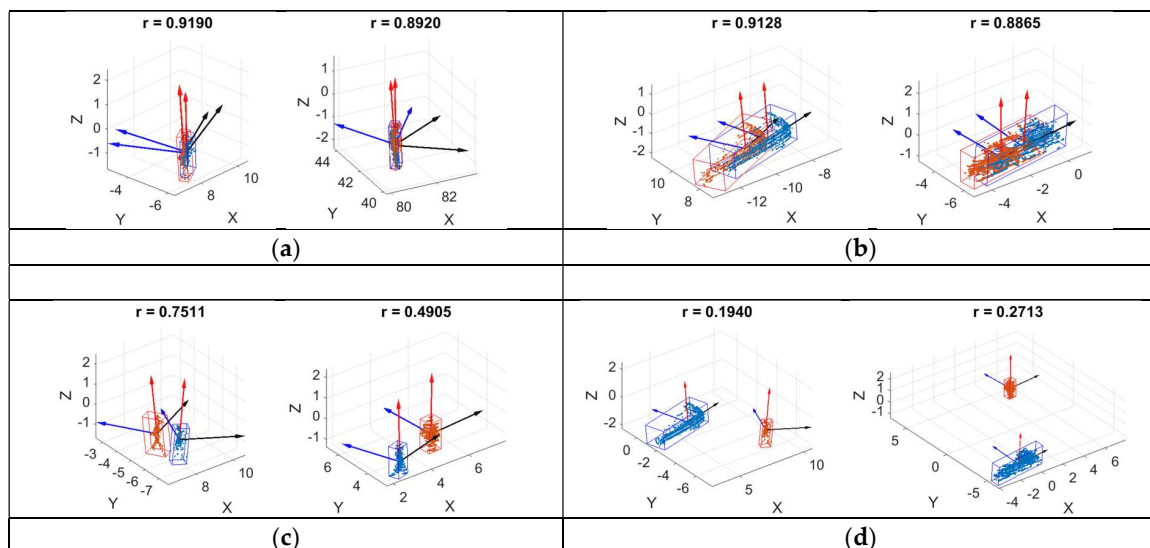 r = 0.9190
Z
2
1
0
-1
-4
-6
Y
8
10
X
r = 0.8920
Z
2
1
0
-1
-2
44
42
40
Y
80
82
X
(a)
r = 0.9128
Z
1
0
-1
-2
10
8
Y
-12
-10
-8
X
r = 0.8865
Z
2
1
0
-1
-4
-6
Y
-4
-2
0
X
(b)
r = 0.7511
Z
2
1
0
-1
-3
-4
-5
-6
-7
Y
8
10
X
r = 0.4905
Z
2
1
0
-1
6
4
Y
2
4
6
X
(c)
r = 0.1940
Z
2
0
-2
0
-2
-4
-6
Y
5
10
X
r = 0.2713
Z
2
1
0
-1
5
0
-5
Y
-4
-2
0
2
4
6
X
(d)